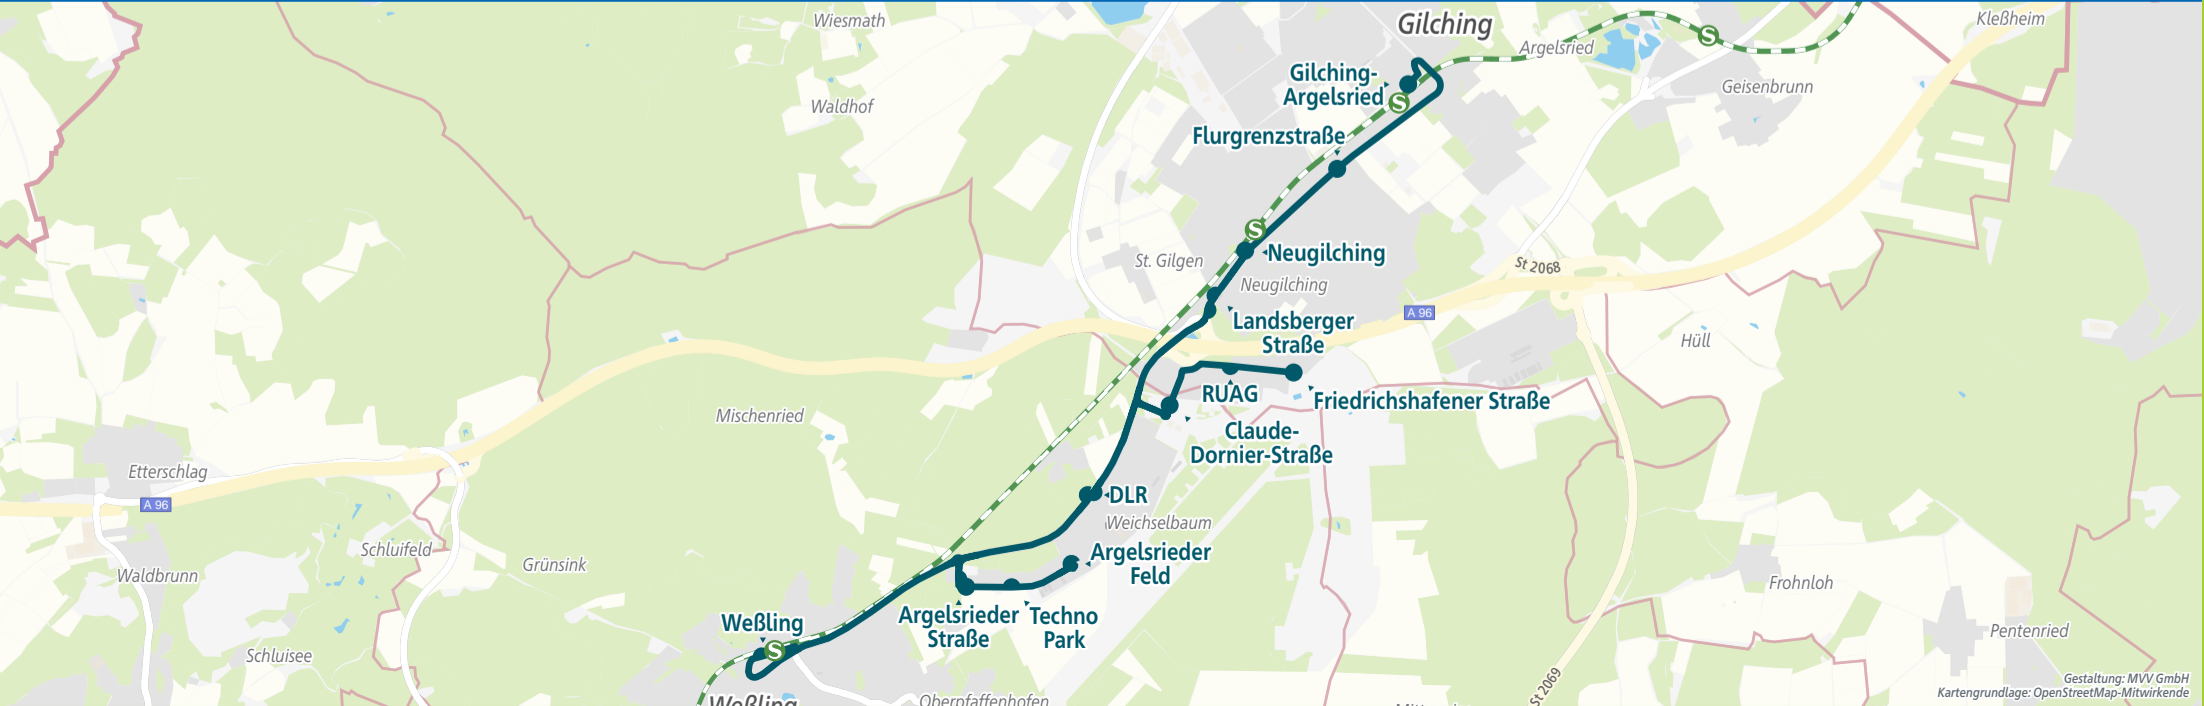 Wiesmath
Gilching
Kleßheim
Argelsried
S
Gilching-
Argelsried
S
Geisenbrunn
Waldhof
Flurgrenzstraße
S
Neugilching
St. Gilgen
St 2068
Neugilching
A 96
Landsberger
Straße
Hüll
RUAG
Friedrichshafener Straße
Mischenried
Claude-
Dornier-Straße
Etterschlag
A 96
DLR
Weichselbaum
Schluifeld
Grünsink
Argelsrieder
Feld
Waldbrunn
Frohnloh
Argelsrieder
Straße
Techno
Park
Weßling
S
Pentenried
Schluisee
St 2069
Gestaltung: MVV GmbH
Kartengrundlage: OpenStreetMap-Mitwirkende
Weßling
Oberpfaffenhofen